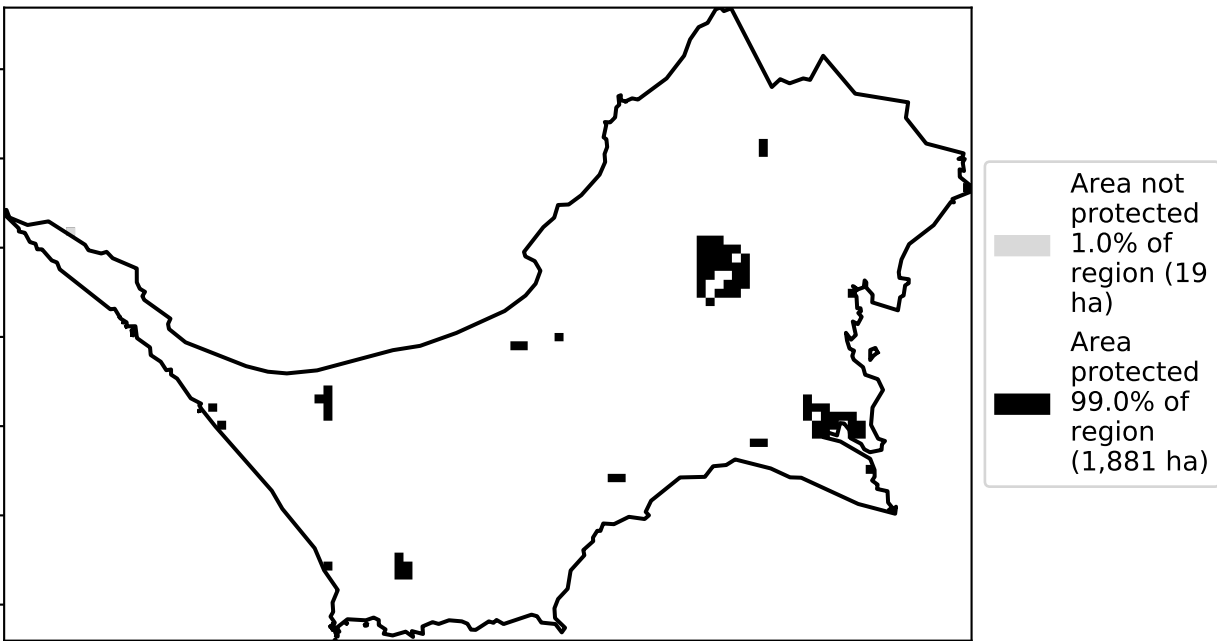 Area not
protected
1.0% of
region (19
ha)
Area
protected
99.0% of
region
(1,881 ha)